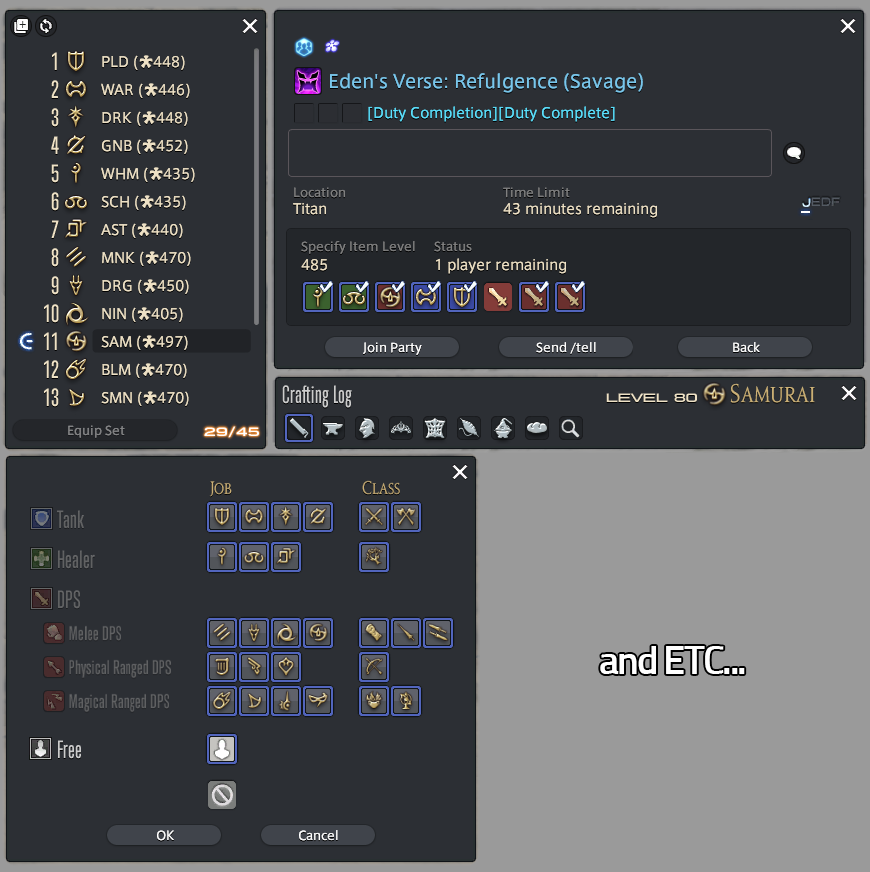 1 PLD (448)
2 WAR (446)
3 DRK (448)
4 GNB (452)
5 WHM (435)
6 SCH (435)
7 AST (440)
8 MNK (470)
9 DRG (450)
10 NIN (405)
11 SAM (497)
12 BLM (470)
13 SMN (470)
Equip Set 29/45
Eden's Verse: Refulgence (Savage)
[Duty Completion][Duty Complete]
Location Time Limit
Titan 43 minutes remaining JEDF
Specify Item Level Status
485 1 player remaining
Join Party Send /tell Back
Crafting Log LEVEL 80 SAMURAI
JOB CLASS
Tank
Healer
DPS
Melee DPS
Physical Ranged DPS
Magical Ranged DPS
Free
OK Cancel
and ETC...